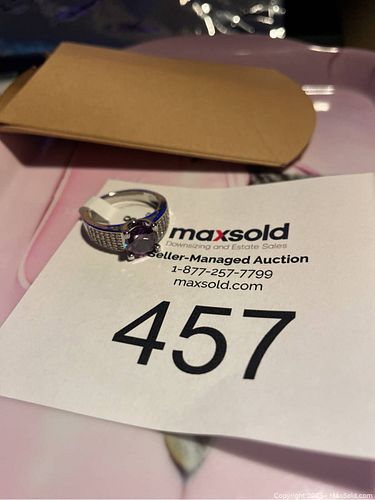 maxsold
Downsizing and Estate Sales
Seller-Managed Auction
1-877-257-7799
maxsold.com
457